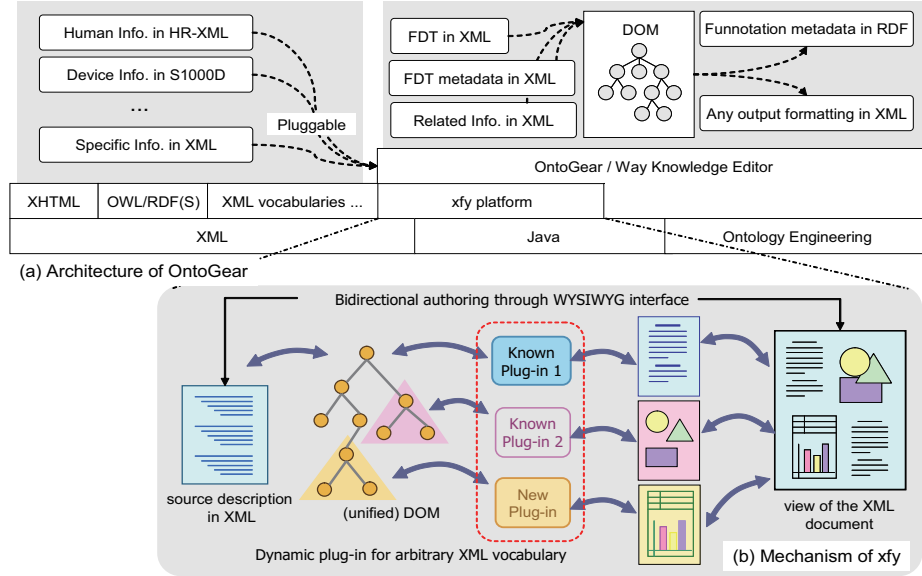 Human Info. in HR-XML
Device Info. in S1000D
...
Specific Info. in XML
Pluggable
FDT in XML
FDT metadata in XML
Related Info. in XML
DOM
Funnotation metadata in RDF
Any output formatting in XML
OntoGear / Way Knowledge Editor
XHTML
OWL/RDF(S)
XML vocabularies ...
xfy platform
XML
Java
Ontology Engineering
(a) Architecture of OntoGear
Bidirectional authoring through WYSIWYG interface
Known
Plug-in 1
Known
Plug-in 2
New
Plug-in
source description
in XML
(unified) DOM
view of the XML
document
Dynamic plug-in for arbitrary XML vocabulary
(b) Mechanism of xfy